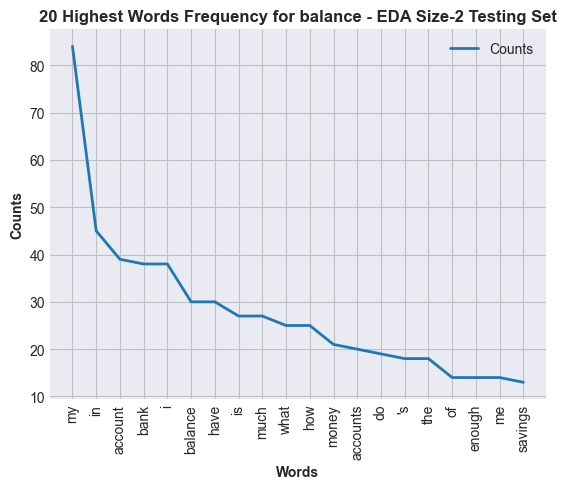 20 Highest Words Frequency for balance - EDA Size-2 Testing Set
Counts
80
70
60
50
40
30
20
10
Counts
my
in
account
bank
i
balance
have
is
much
what
how
money
accounts
do
's
the
of
enough
me
savings
Words